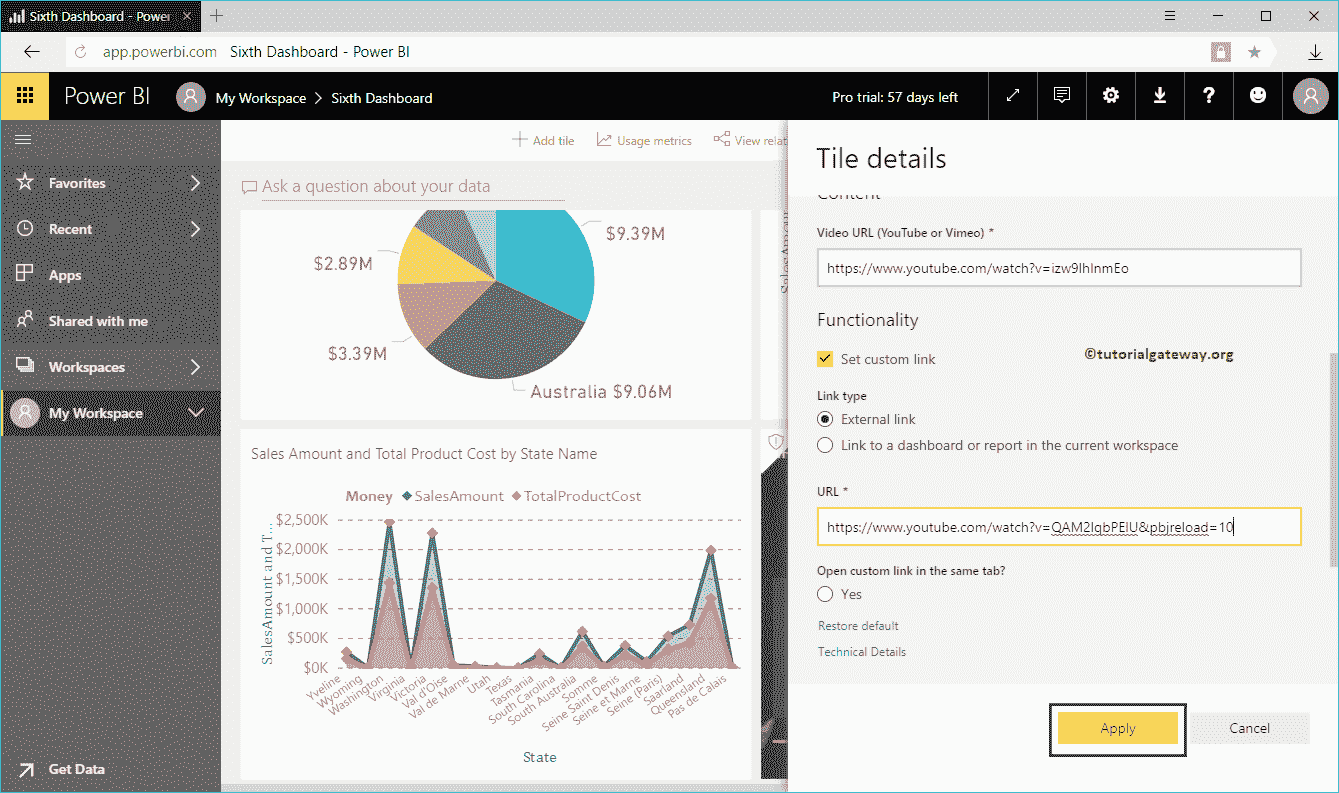 Sixth Dashboard - Power
app.powerbi.com Sixth Dashboard - Power BI
Power BI My Workspace > Sixth Dashboard Pro trial: 57 days left ?
Favorites
Recent
Apps
Shared with me
Workspaces
My Workspace
Get Data
Add tile Usage metrics View relat
Ask a question about your data
$9.39M
$2.89M
$3.39M
Australia $9.06M
Sales Amount and Total Product Cost by State Name
Money SalesAmount TotalProductCost
SalesAmount and T...
$2,500K
$2,000K
$1,500K
$1,000K
$500K
$0K
Yveline
Wyoming
Washington
Virginia
Victoria
Val d'Oise
Val de Marne
Utah
Texas
Tasmania
South Carolina
South Australia
Somme
Seine Saint Denis
Seine et Marne
Seine (Paris)
Saarland
Queensland
Pas de Calais
State
Tile details
Content
Video URL (YouTube or Vimeo) *
https://www.youtube.com/watch?v=izw9IhInmEo
Functionality
Set custom link
©tutorialgateway.org
Link type
External link
Link to a dashboard or report in the current workspace
URL *
https://www.youtube.com/watch?v=QAM2IqbPEIU&pbjreload=10
Open custom link in the same tab?
Yes
Restore default
Technical Details
Apply Cancel